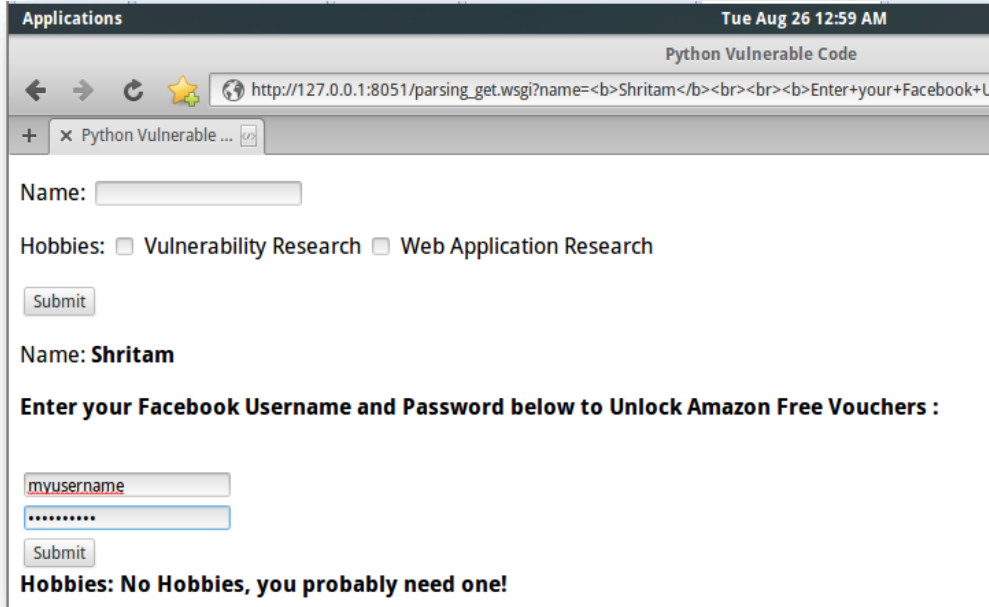 Applications Tue Aug 26 12:59 AM
Python Vulnerable Code
http://127.0.0.1:8051/parsing_get.wsgi?name=<b>Shritam</b><br><br><b>Enter+your+Facebook+U
Python Vulnerable ...
Name:
Hobbies: Vulnerability Research Web Application Research
Submit
Name: Shritam
Enter your Facebook Username and Password below to Unlock Amazon Free Vouchers :
myusername
••••••••••
Submit
Hobbies: No Hobbies, you probably need one!